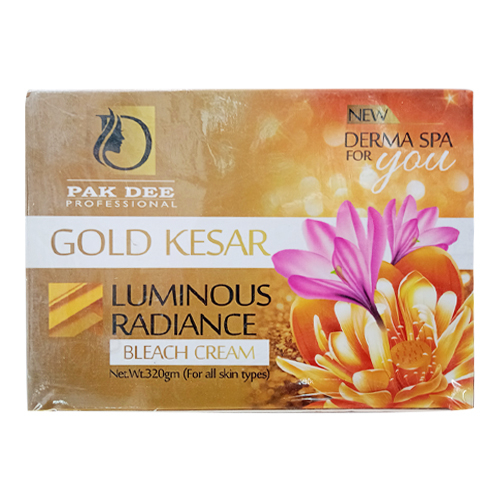 PAK DEE
PROFESSIONAL
NEW
DERMA SPA
FOR you
GOLD KESAR
LUMINOUS
RADIANCE
BLEACH CREAM
Net.Wt.320gm (For all skin types)